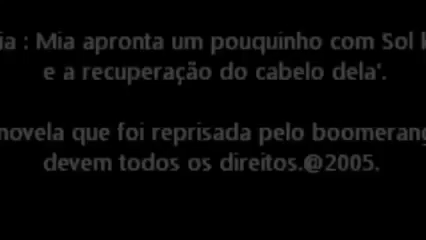 ia : Mia apronta um pouquinho com Sol
e a recuperação do cabelo dela'.
novela que foi reprisada pelo boomerang
devem todos os direitos.@2005.